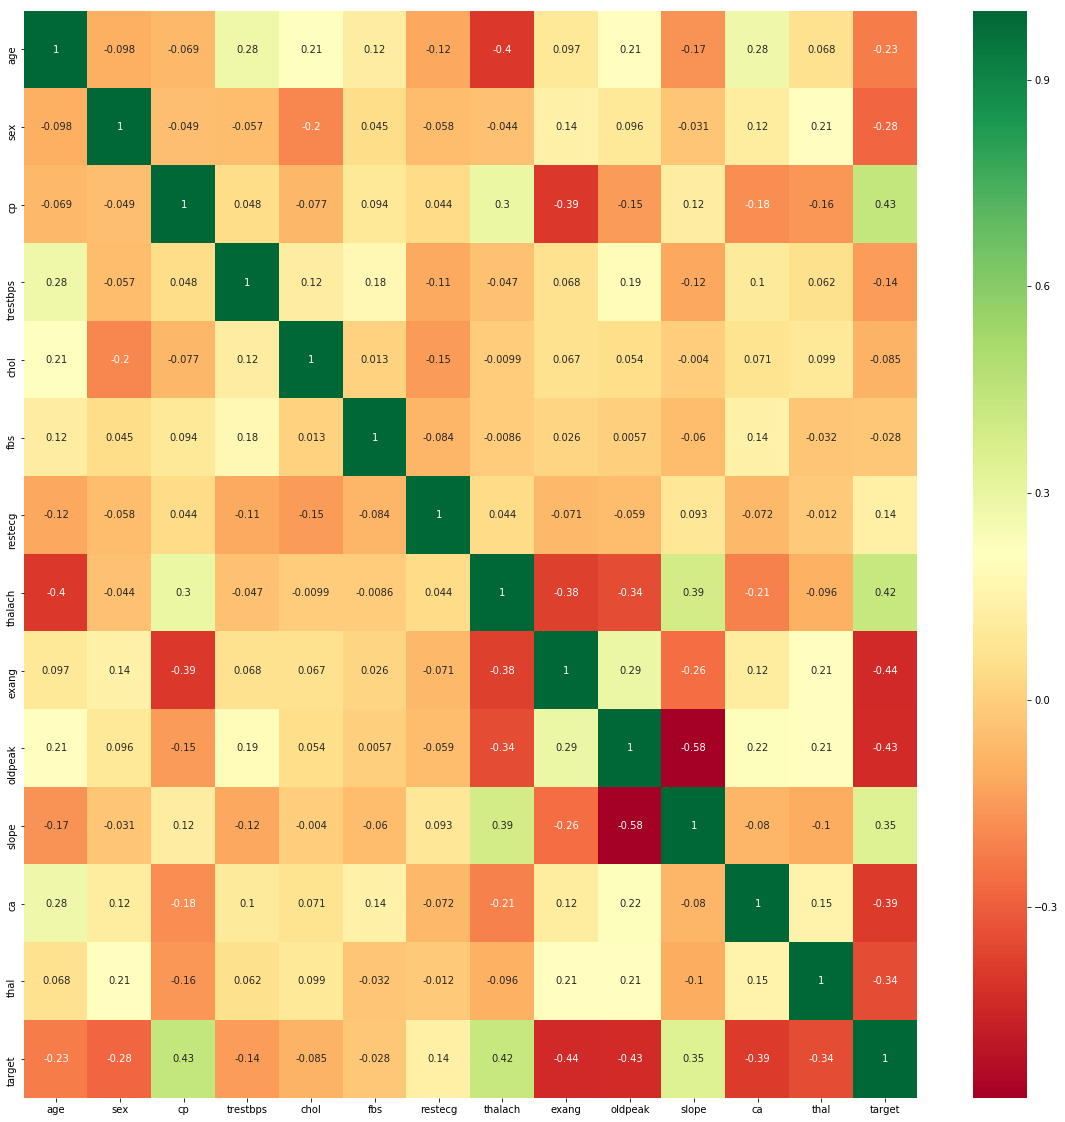 age 1 -0.098 -0.069 0.28 0.21 0.12 -0.12 -0.4 0.097 0.21 -0.17 0.28 0.068 -0.23
sex -0.098 1 -0.049 -0.057 -0.2 0.045 -0.058 -0.044 0.14 0.096 -0.031 0.12 0.21 -0.28
cp -0.069 -0.049 1 0.048 -0.077 0.094 0.044 0.3 -0.39 -0.15 0.12 -0.18 -0.16 0.43
trestbps 0.28 -0.057 0.048 1 0.12 0.18 -0.11 -0.047 0.068 0.19 -0.12 0.1 0.062 -0.14
chol 0.21 -0.2 -0.077 0.12 1 0.013 -0.15 -0.0099 0.067 0.054 -0.004 0.071 0.099 -0.085
fbs 0.12 0.045 0.094 0.18 0.013 1 -0.084 -0.0086 0.026 0.0057 -0.06 0.14 -0.032 -0.028
restecg -0.12 -0.058 0.044 -0.11 -0.15 -0.084 1 0.044 -0.071 -0.059 0.093 -0.072 -0.012 0.14
thalach -0.4 -0.044 0.3 -0.047 -0.0099 -0.0086 0.044 1 -0.38 -0.34 0.39 -0.21 -0.096 0.42
exang 0.097 0.14 -0.39 0.068 0.067 0.026 -0.071 -0.38 1 0.29 -0.26 0.12 0.21 -0.44
oldpeak 0.21 0.096 -0.15 0.19 0.054 0.0057 -0.059 -0.34 0.29 1 -0.58 0.22 0.21 -0.43
slope -0.17 -0.031 0.12 -0.12 -0.004 -0.06 0.093 0.39 -0.26 -0.58 1 -0.08 -0.1 0.35
ca 0.28 0.12 -0.18 0.1 0.071 0.14 -0.072 -0.21 0.12 0.22 -0.08 1 0.15 -0.39
thal 0.068 0.21 -0.16 0.062 0.099 -0.032 -0.012 -0.096 0.21 0.21 -0.1 0.15 1 -0.34
target -0.23 -0.28 0.43 -0.14 -0.085 -0.028 0.14 0.42 -0.44 -0.43 0.35 -0.39 -0.34 1
age sex cp trestbps chol fbs restecg thalach exang oldpeak slope ca thal target
0.9
0.6
0.3
0.0
−0.3